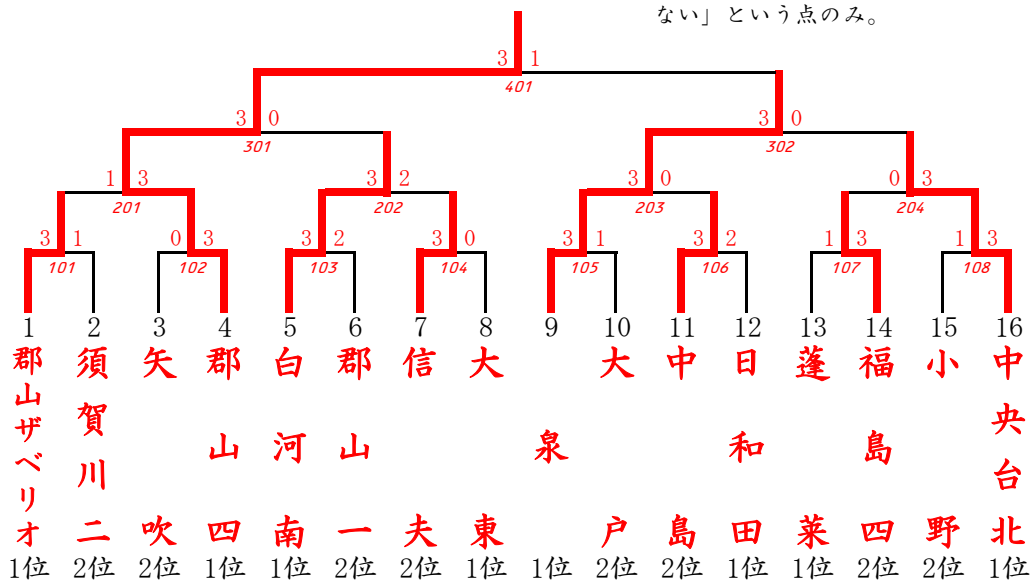 ない」という点のみ。
3 1
401
3 0
301
3 0
302
1 3
201
3 2
202
3 0
203
0 3
204
3 1
101
0 3
102
3 2
103
3 0
104
3 1
105
3 2
106
1 3
107
1 3
108
1 2 3 4 5 6 7 8 9 10 11 12 13 14 15 16
郡山ザベリオ
須賀川二
矢吹
郡山四
白河南
郡山一
信夫
大東
泉
大戸
中島
日和田
蓬莱
福島四
小野
中央台北
1位 2位 2位 1位 1位 2位 2位 1位 1位 2位 2位 1位 1位 2位 2位 1位